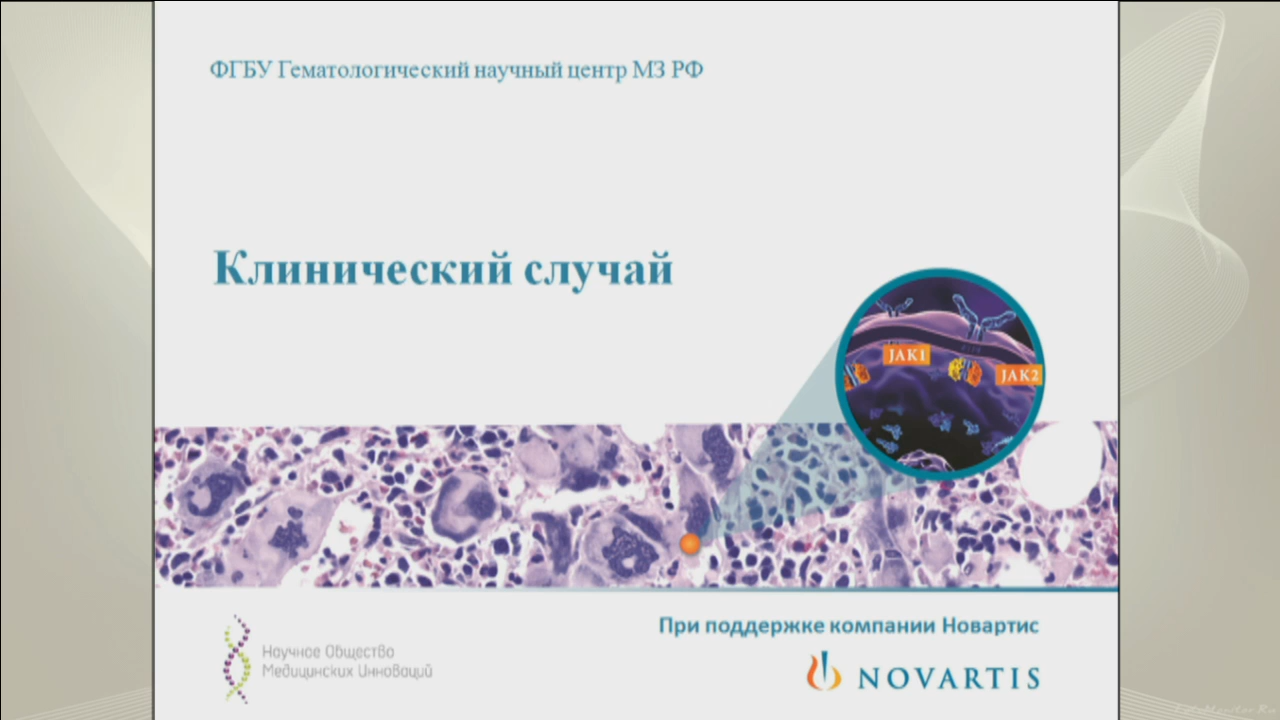 ФГБУ Гематологический научный центр МЗ РФ
Клинический случай
JAK1
JAK2
При поддержке компании Новартис
Научное Общество
Медицинских Инноваций
NOVARTIS